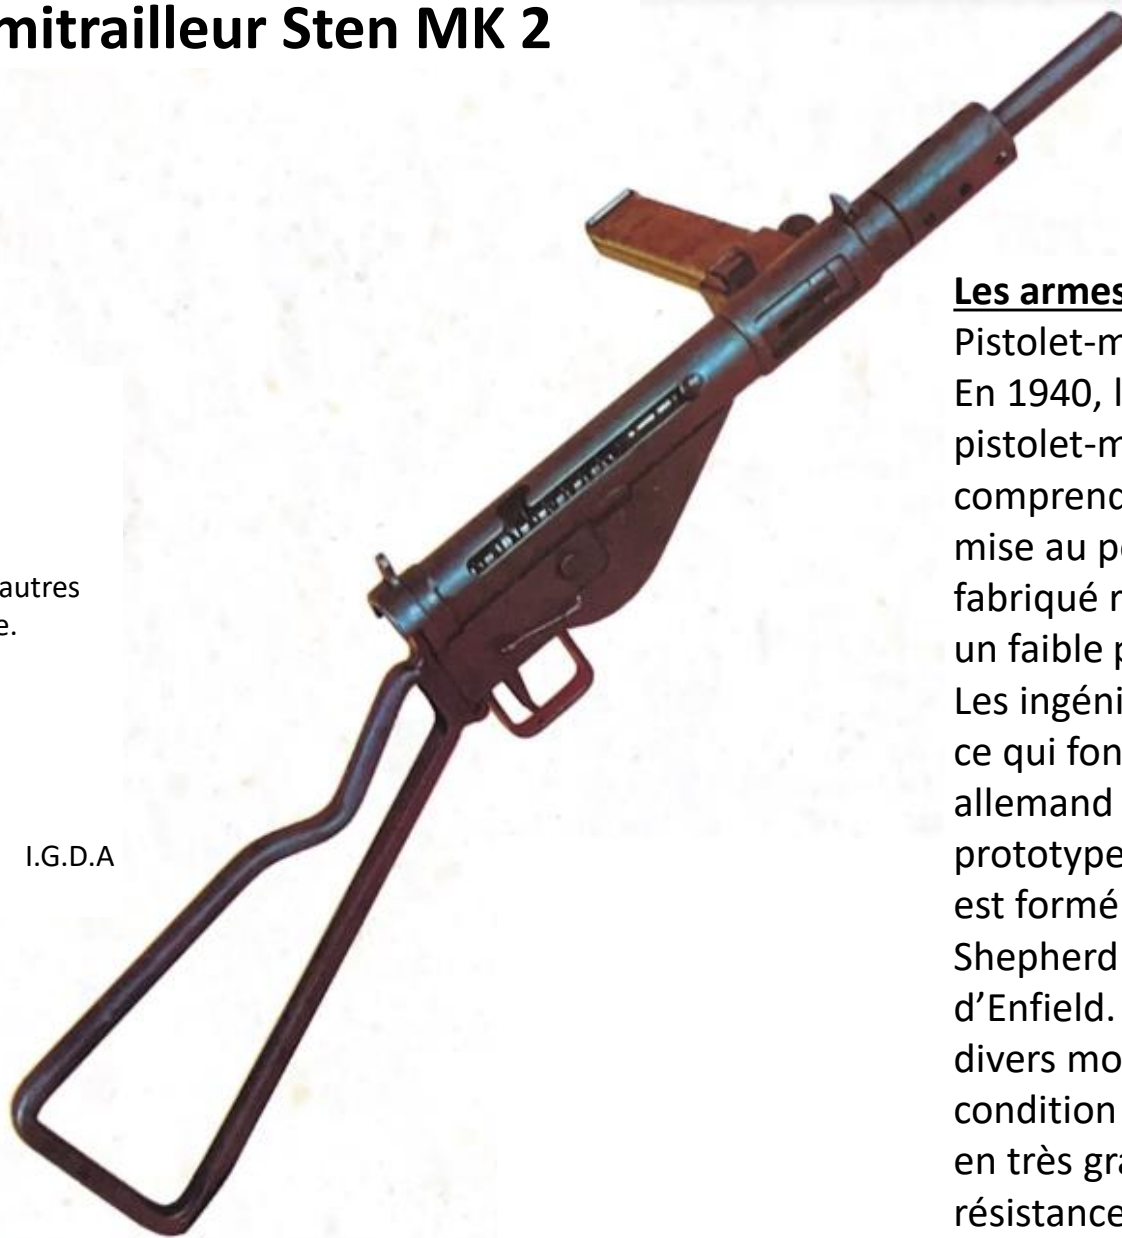 mitrailleur Sten MK 2
autres
e.
I.G.D.A
Les armes
Pistolet-m
En 1940, l
pistolet-m
comprend
mise au p
fabriqué r
un faible p
Les ingéni
ce qui fon
allemand
prototype
est formé
Shepherd
d’Enfield.
divers mo
condition
en très gra
résistance